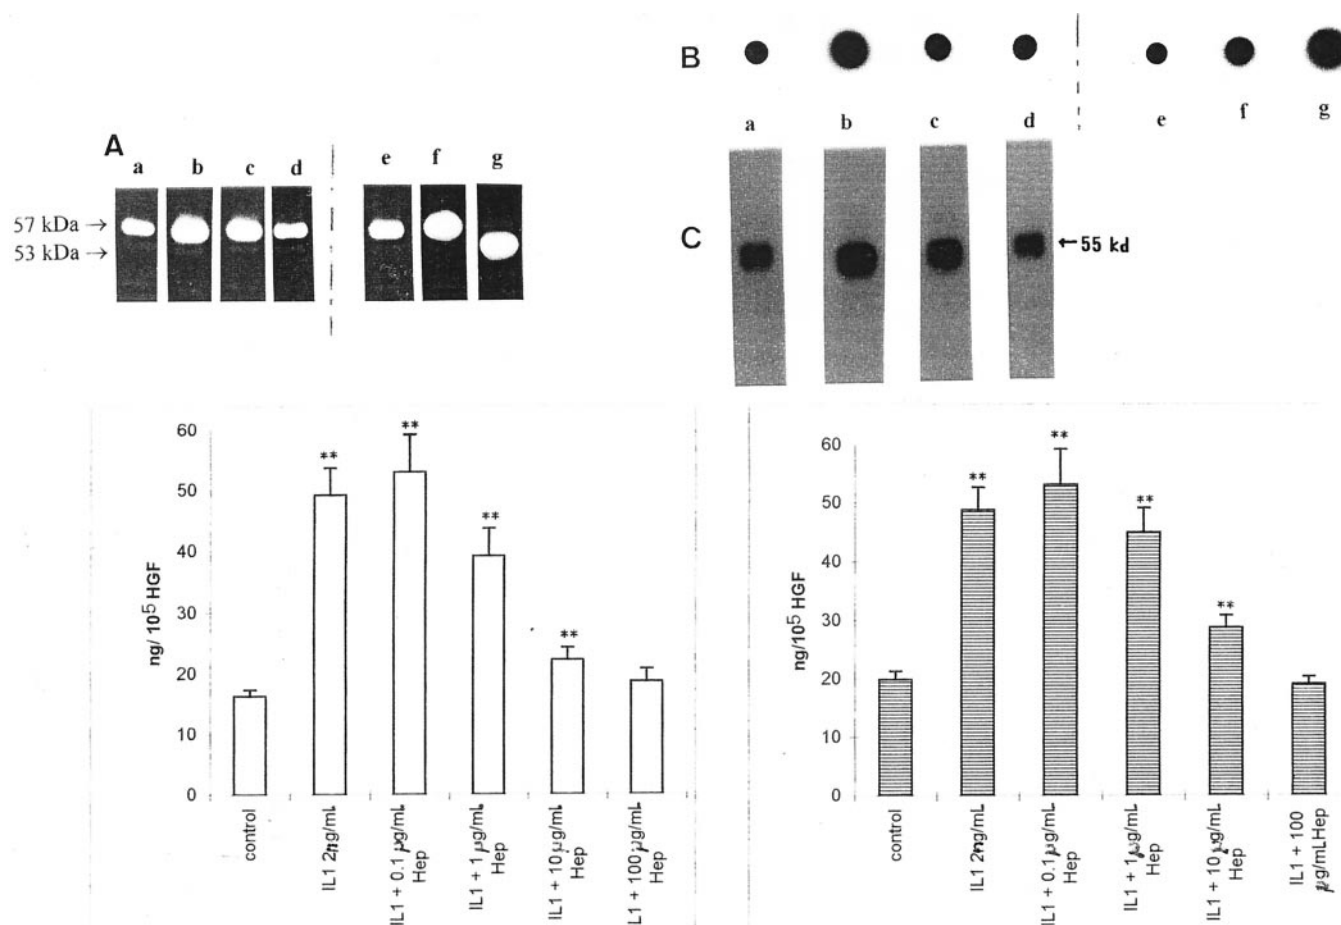 A
a b c d e f g
57 kDa →
53 kDa →
B
a b c d e f g
C
←55 kd
60
50
40
30
20
10
0
ng/ 10⁵ HGF
**
**
**
**
control
IL1 2ng/mL
IL1 + 0.1 µg/mL
Hep
IL1 + 1 µg/mL
Hep
IL1 + 10 µg/mL
Hep
L1 + 100 µg/mL
Hep
60
50
40
30
20
10
0
ng/10⁵ HGF
**
**
**
**
control
IL1 2ng/mL
IL1 + 0.1 µg/mL
Hep
IL1 + 1 µg/mL
Hep
IL1 + 10 µg/mL
Hep
IL1 + 100
µg/mLHep